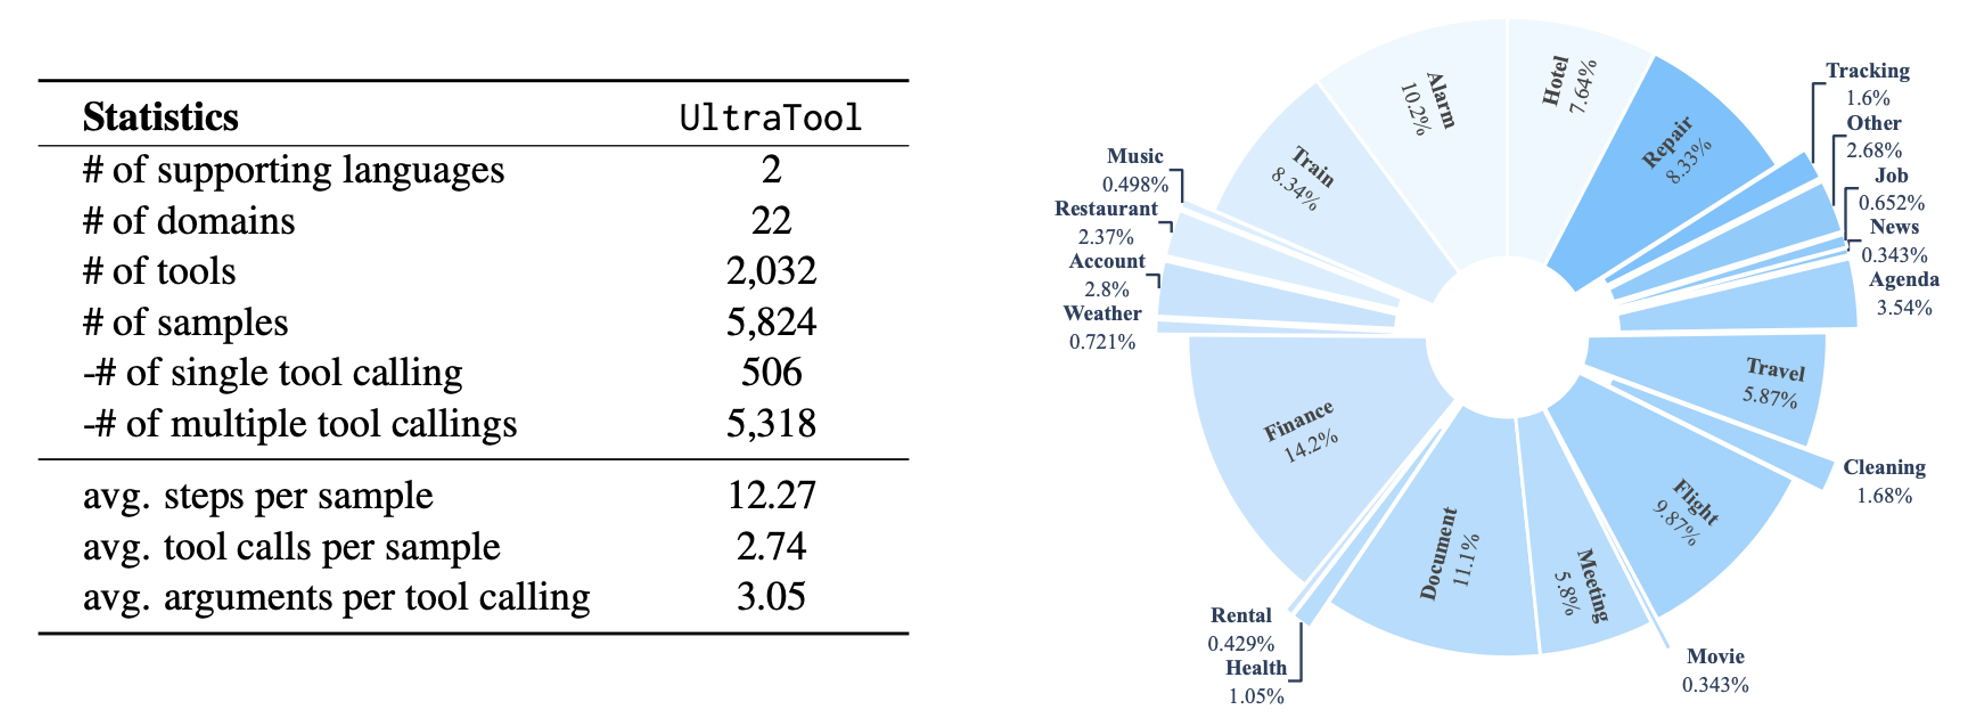 Statistics UltraTool
# of supporting languages 2
# of domains 22
# of tools 2,032
# of samples 5,824
-# of single tool calling 506
-# of multiple tool callings 5,318
avg. steps per sample 12.27
avg. tool calls per sample 2.74
avg. arguments per tool calling 3.05
Hotel
7.64%
Repair
8.33%
Tracking
1.6%
Other
2.68%
Job
0.652%
News
0.343%
Agenda
3.54%
Travel
5.87%
Cleaning
1.68%
Flight
9.87%
Movie
0.343%
Meeting
5.8%
Document
11.1%
Health
1.05%
Rental
0.429%
Finance
14.2%
Weather
0.721%
Account
2.8%
Restaurant
2.37%
Music
0.498%
Train
8.34%
Alarm
10.2%